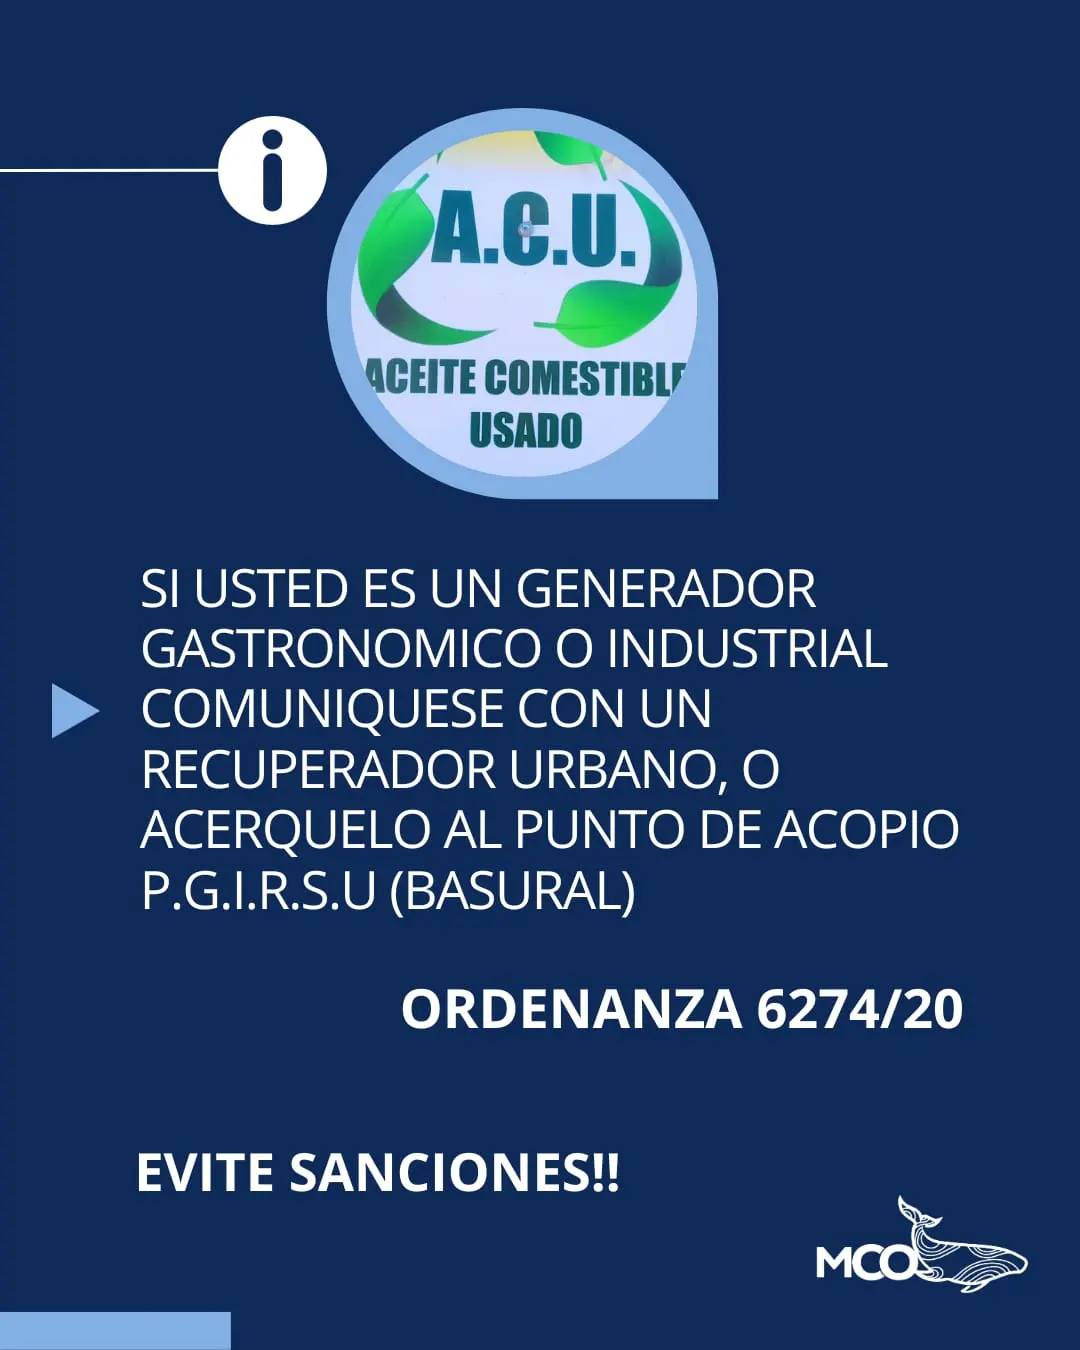 i
A.C.U.
ACEITE COMESTIBLE
USADO
SI USTED ES UN GENERADOR
GASTRONOMICO O INDUSTRIAL
COMUNIQUESE CON UN
RECUPERADOR URBANO, O
ACERQUELO AL PUNTO DE ACOPIO
P.G.I.R.S.U (BASURAL)
ORDENANZA 6274/20
EVITE SANCIONES!!
MCO